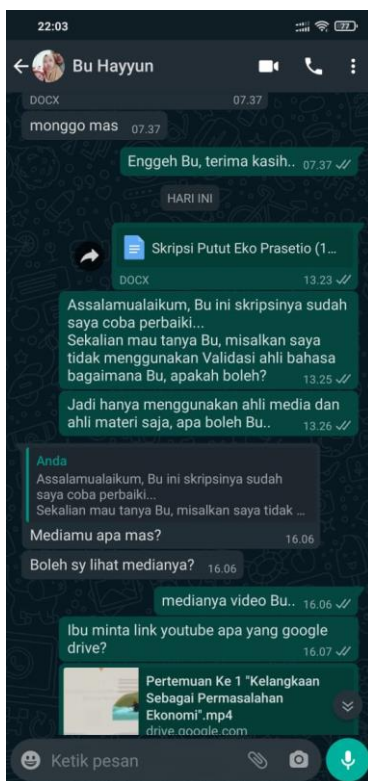 22:03
77
Bu Hayyun
DOCX 07.37
monggo mas 07.37
Enggeh Bu, terima kasih.. 07.37
HARI INI
Skripsi Putut Eko Prasetio (1...
DOCX 13.23
Assalamualaikum, Bu ini skripsinya sudah
saya coba perbaiki...
Sekalian mau tanya Bu, misalkan saya
tidak menggunakan Validasi ahli bahasa
bagaimana Bu, apakah boleh? 13.25
Jadi hanya menggunakan ahli media dan
ahli materi saja, apa boleh Bu.. 13.26
Anda
Assalamualaikum, Bu ini skripsinya sudah
saya coba perbaiki...
Sekalian mau tanya Bu, misalkan saya tidak ...
Mediamu apa mas? 16.06
Boleh sy lihat medianya? 16.06
medianya video Bu.. 16.06
Ibu minta link youtube apa yang google
drive? 16.07
Pertemuan Ke 1 "Kelangkaan
Sebagai Permasalahan
Ekonomi".mp4
drive.google.com
Ketik pesan